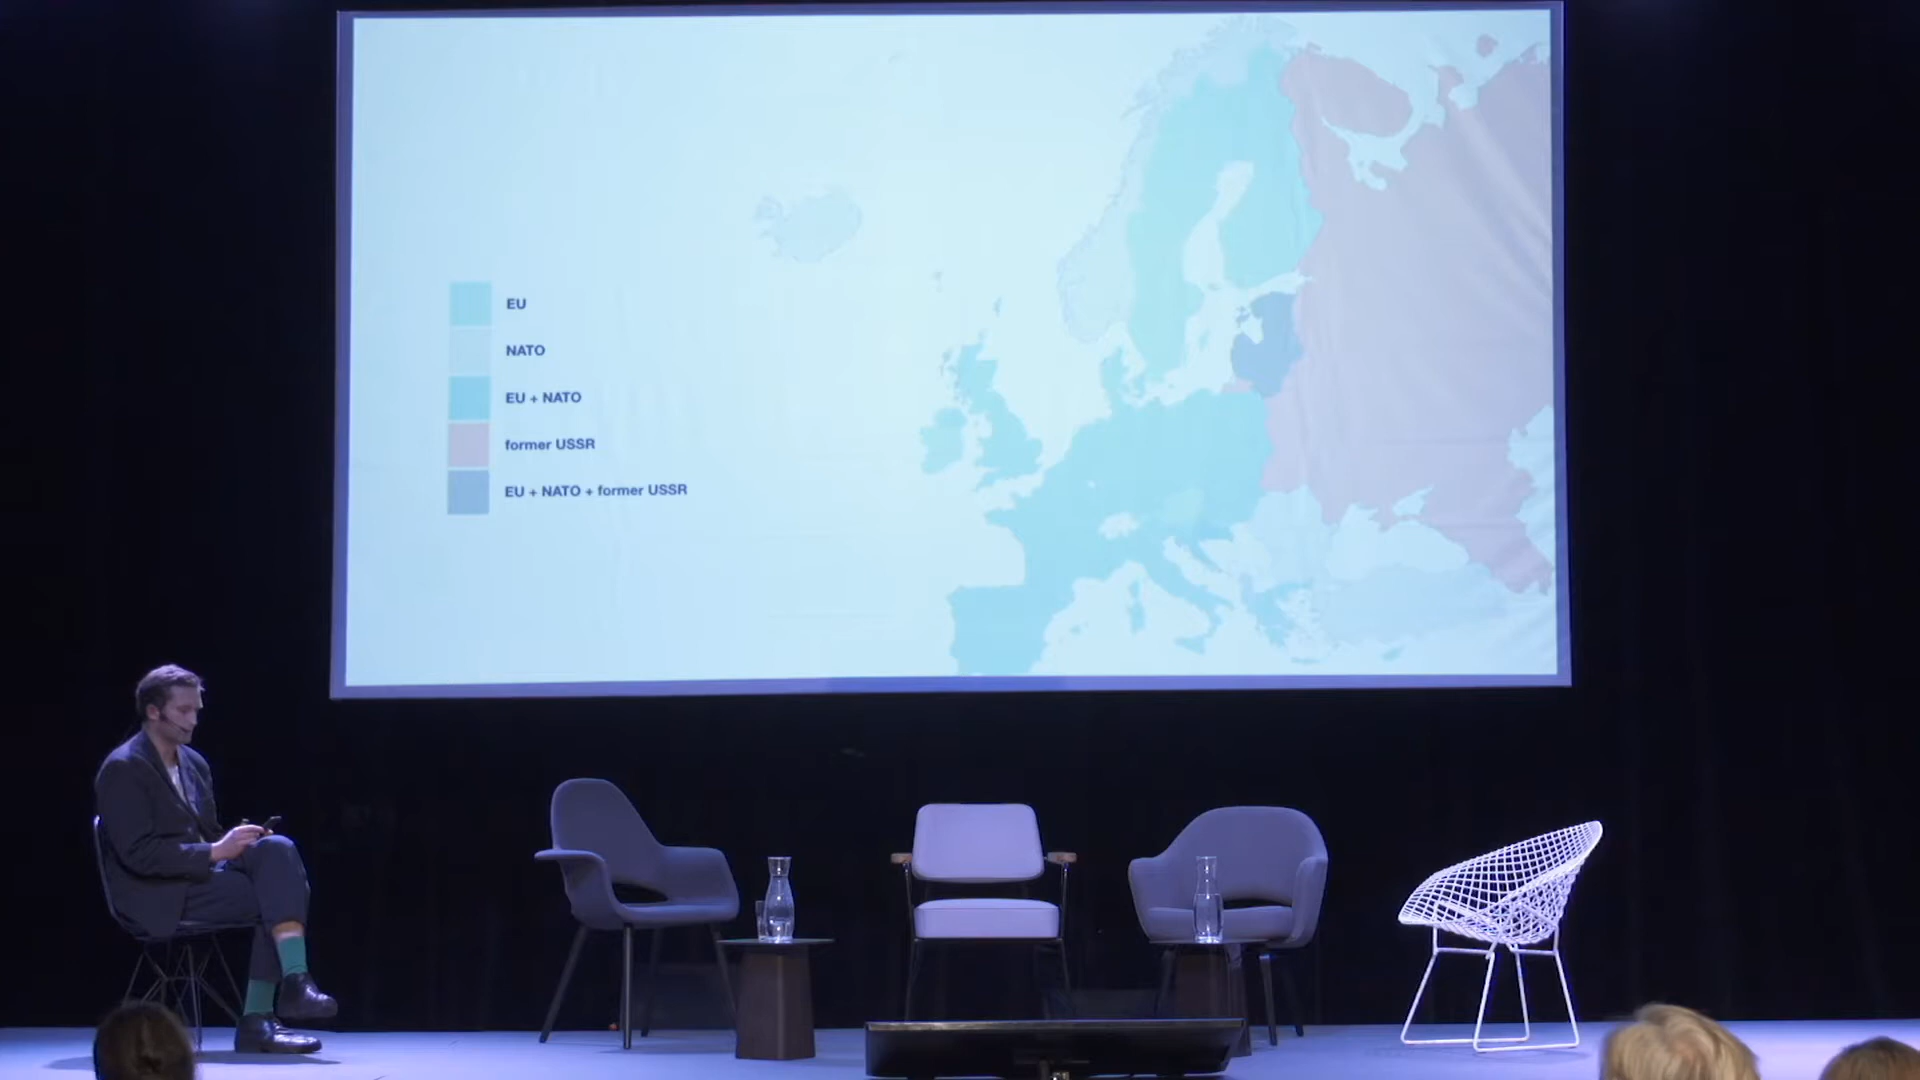 EU
NATO
EU + NATO
former USSR
EU + NATO + former USSR